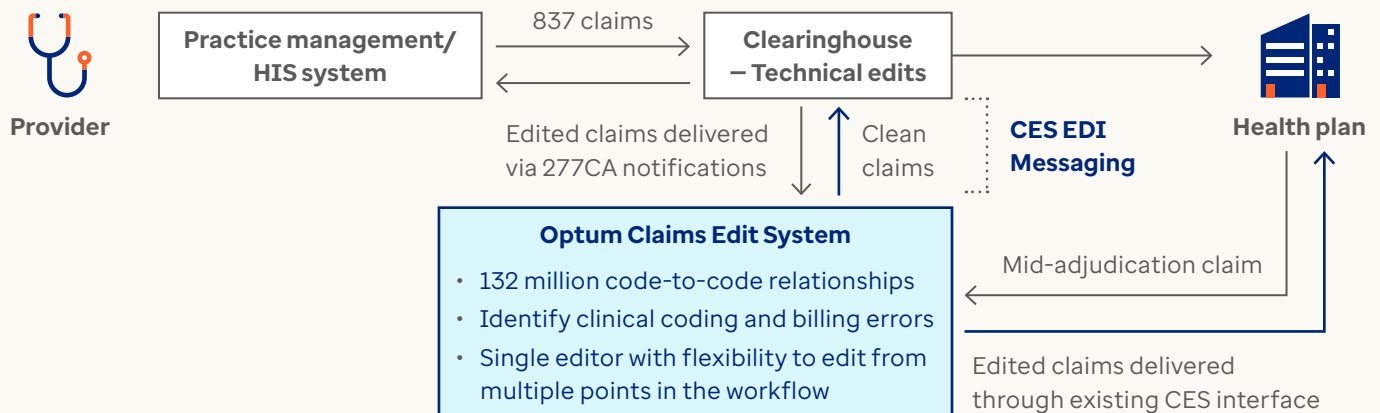 837 claims
Practice management/
HIS system
Clearinghouse
– Technical edits
Provider
Health plan
Edited claims delivered
via 277CA notifications
Clean
claims
CES EDI
Messaging
Optum Claims Edit System
• 132 million code-to-code relationships
• Identify clinical coding and billing errors
• Single editor with flexibility to edit from
multiple points in the workflow
Mid-adjudication claim
Edited claims delivered
through existing CES interface